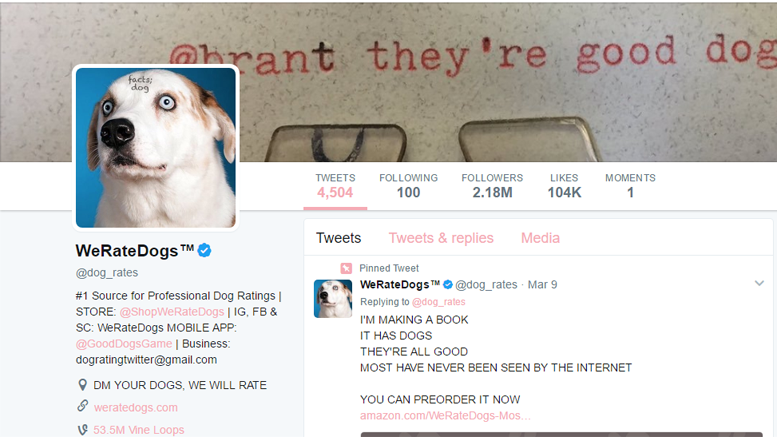 @brant they're good dog
facts;
dog
TWEETS
4,504
FOLLOWING
100
FOLLOWERS
2.18M
LIKES
104K
MOMENTS
1
WeRateDogs™
@dog_rates
#1 Source for Professional Dog Ratings |
STORE: @ShopWeRateDogs | IG, FB &
SC: WeRateDogs MOBILE APP:
@GoodDogsGame | Business:
dogratingtwitter@gmail.com
DM YOUR DOGS, WE WILL RATE
weratedogs.com
53.5M Vine Loops
Tweets Tweets & replies Media
Pinned Tweet
WeRateDogs™ @dog_rates · Mar 9
Replying to @dog_rates
I'M MAKING A BOOK
IT HAS DOGS
THEY'RE ALL GOOD
MOST HAVE NEVER BEEN SEEN BY THE INTERNET
YOU CAN PREORDER IT NOW
amazon.com/WeRateDogs-Mos...